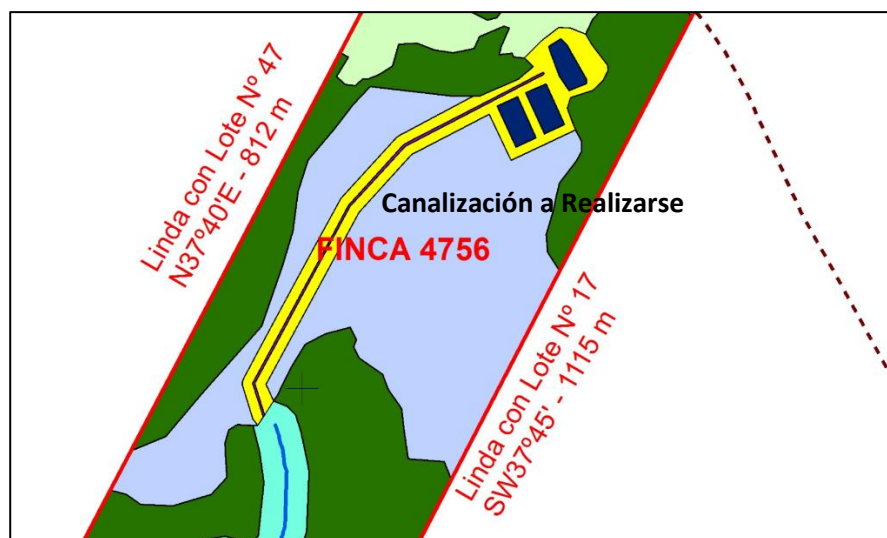 Linda con Lote Nº 47
N37º40'E - 812 m
Canalización a Realizarse
FINCA 4756
Linda con Lote Nº 17
SW37º45' - 1115 m